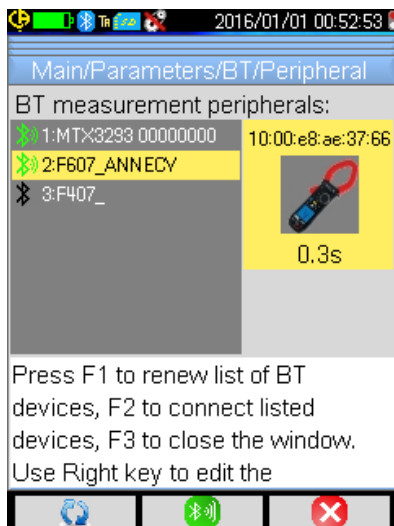 2016/01/01 00:52:53
Main/Parameters/BT/Peripheral
BT measurement peripherals:
1:MTX3293 00000000
2:F607_ANNECY
3:F407_
10:00:e8:ae:37:66
0.3s
Press F1 to renew list of BT
devices, F2 to connect listed
devices, F3 to close the window.
Use Right key to edit the